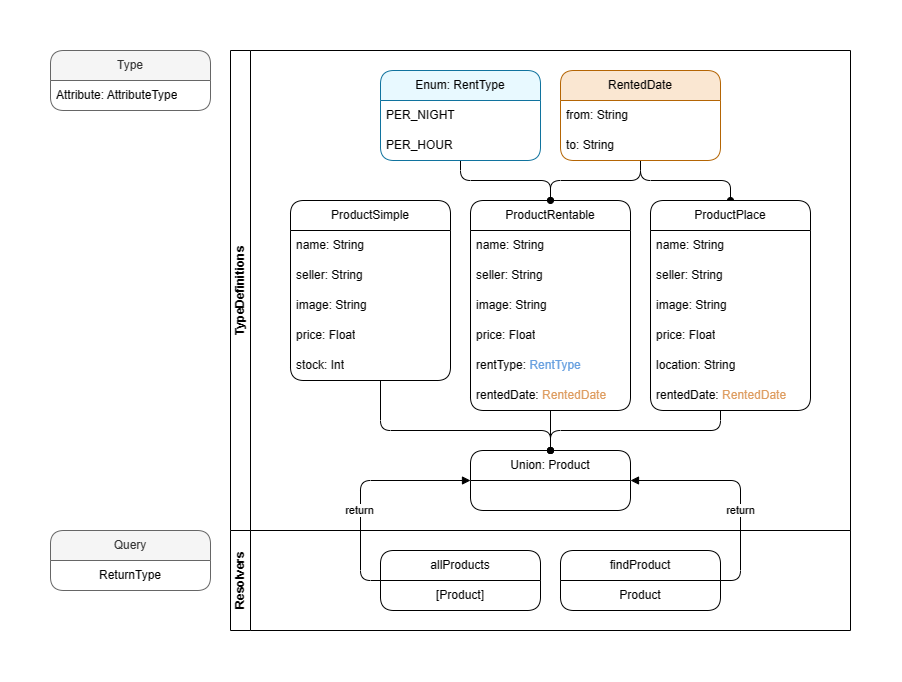 Type
Attribute: AttributeType
TypeDefinitions
Enum: RentType
PER_NIGHT
PER_HOUR
RentedDate
from: String
to: String
ProductSimple
name: String
seller: String
image: String
price: Float
stock: Int
ProductRentable
name: String
seller: String
image: String
price: Float
rentType: RentType
rentedDate: RentedDate
ProductPlace
name: String
seller: String
image: String
price: Float
location: String
rentedDate: RentedDate
Union: Product
return
return
Query
ReturnType
Resolvers
allProducts
[Product]
findProduct
Product